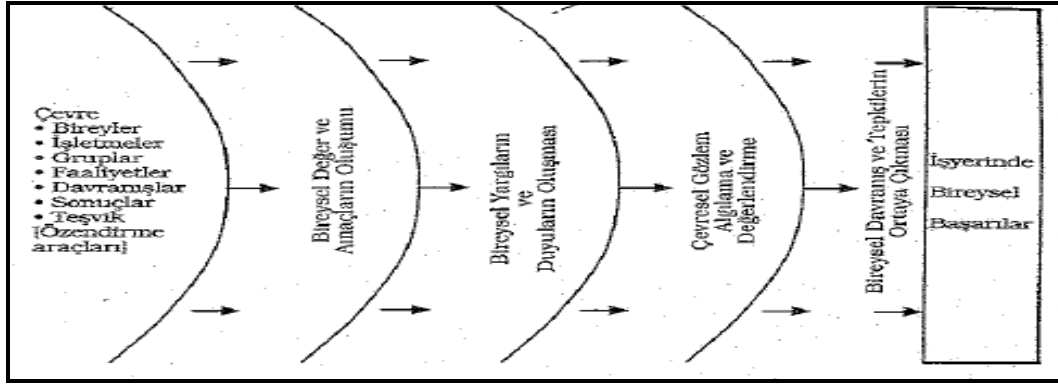 Çevre
• Bireyler
• İşletmeler
• Gruplar
• Faaliyetler
• Davranışlar
• Sonuçlar
• Teşvik
[Özendirme
araçları]
Bireysel Değer ve
Amaçların Oluşumu
Bireysel Yargıların
ve
Duyuların Oluşması
Çevresel Gözlem
Algılama ve
Değerlendirme
Bireysel Davranış ve Tepkilerin
Ortaya Çıkması
İşyerinde
Bireysel
Başarılar